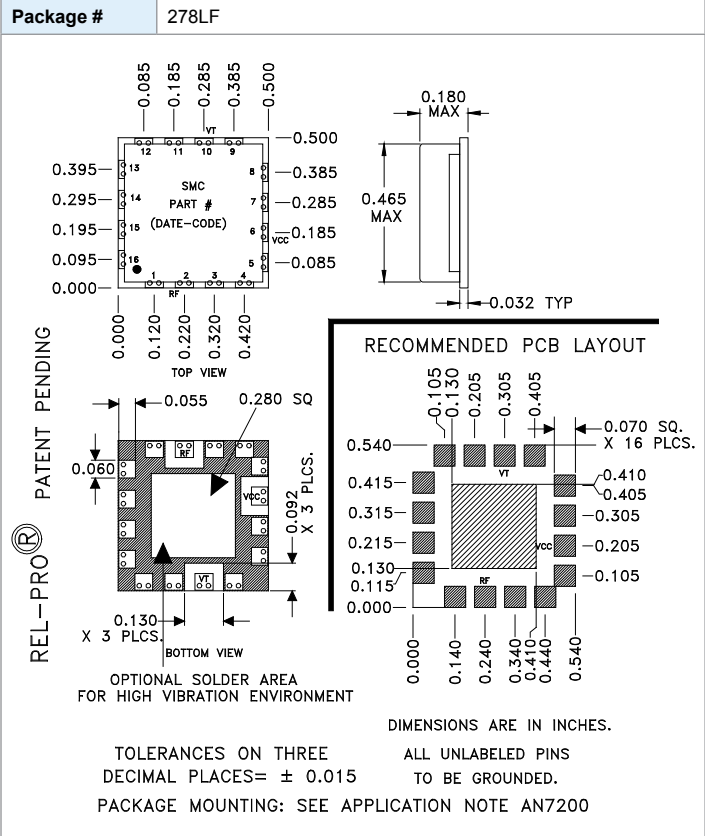 Package #
278LF
0.085
0.185
0.285
0.385
0.500
VT
12
11
10
9
0.500
0.395
13
8
0.385
0.295
14
SMC
PART #
(DATE-CODE)
7
0.285
0.195
15
6
0.185
VCC
0.095
16
5
0.085
0.000
1
2
3
4
RF
0.000
0.120
0.220
0.320
0.420
TOP VIEW
0.180
MAX
0.465
MAX
0.032 TYP
REL-PRO® PATENT PENDING
0.055
0.280 SQ
RF
0.060
VCC
0.092
X 3 PLCS.
VT
0.130
X 3 PLCS.
BOTTOM VIEW
OPTIONAL SOLDER AREA
FOR HIGH VIBRATION ENVIRONMENT
RECOMMENDED PCB LAYOUT
0.105
0.130
0.205
0.305
0.405
0.070 SQ.
X 16 PLCS.
0.540
VT
0.415
0.410
0.405
0.315
0.305
0.215
VCC
0.205
0.130
0.115
0.105
RF
0.000
0.000
0.140
0.240
0.340
0.410
0.440
0.540
DIMENSIONS ARE IN INCHES.
TOLERANCES ON THREE
DECIMAL PLACES= ± 0.015
ALL UNLABELED PINS
TO BE GROUNDED.
PACKAGE MOUNTING: SEE APPLICATION NOTE AN7200